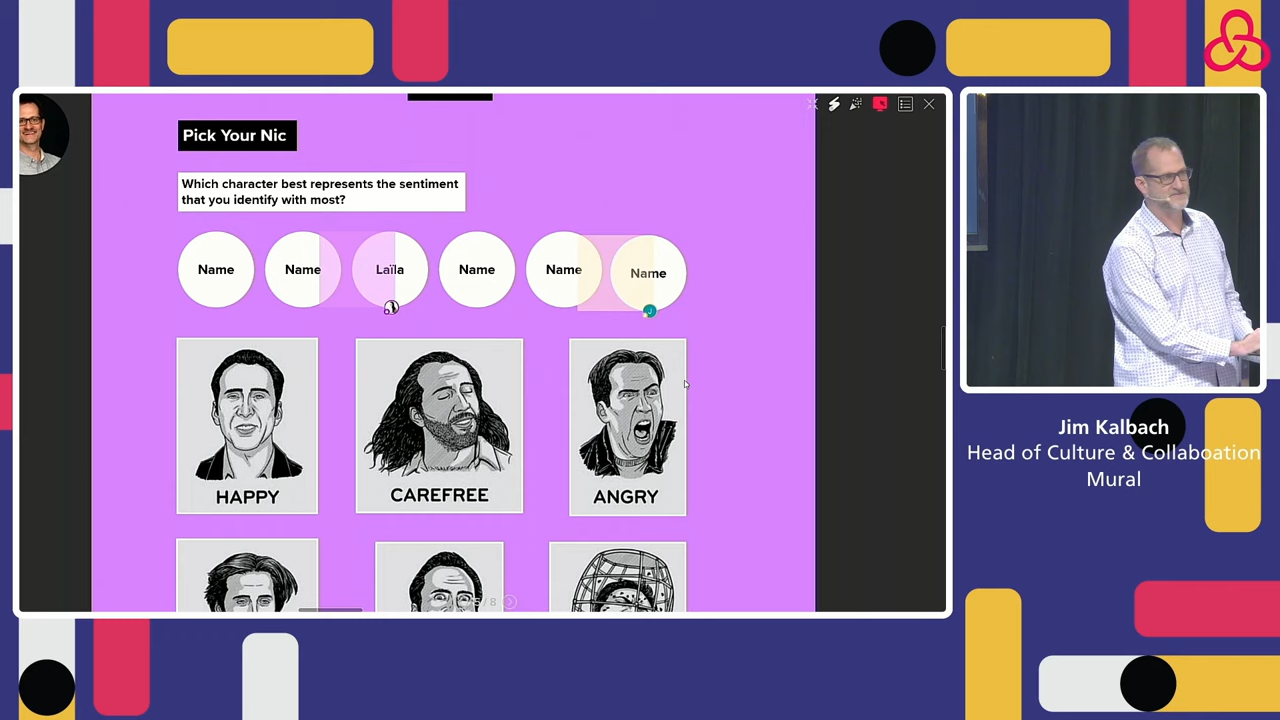 Pick Your Nic
Which character best represents the sentiment
that you identify with most?
Name
Name
Laïla
Name
Name
Name
HAPPY
CAREFREE
ANGRY
/ 8
Jim Kalbach
Head of Culture & Collaboation
Mural